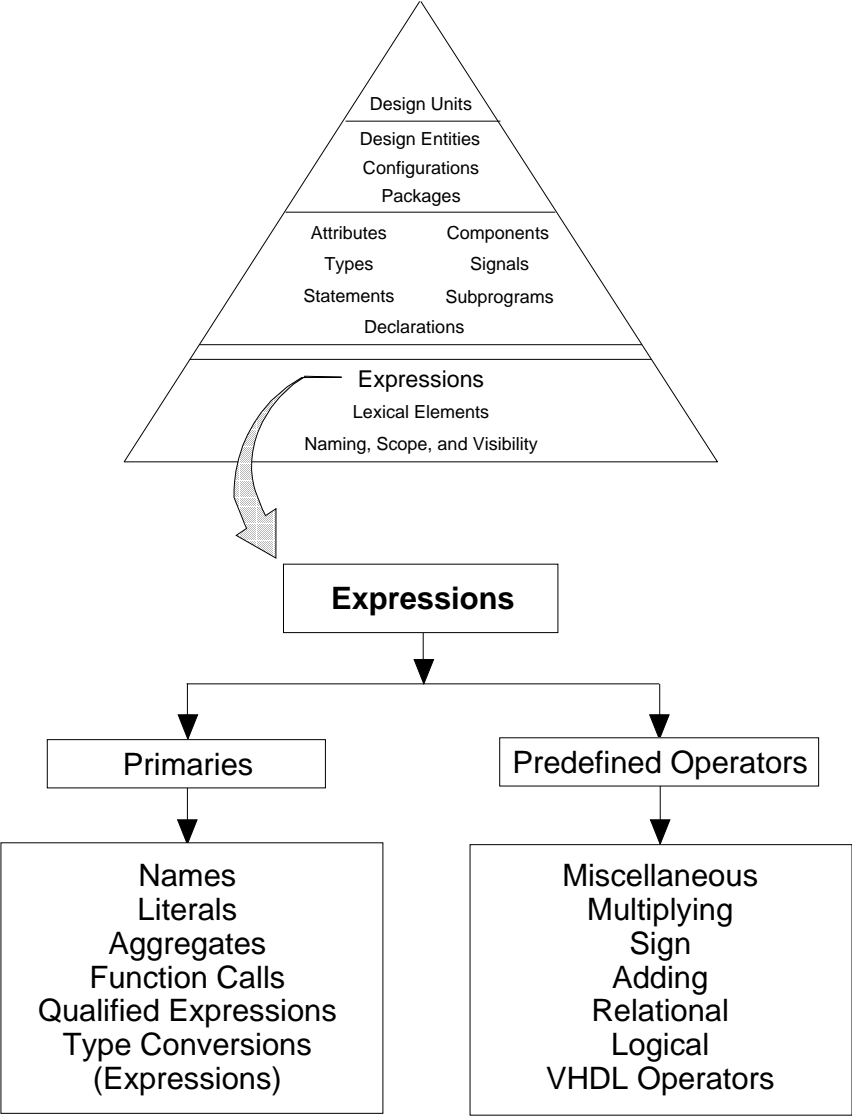 Design Units
Design Entities
Configurations
Packages
Attributes Components
Types Signals
Statements Subprograms
Declarations
Expressions
Lexical Elements
Naming, Scope, and Visibility
Expressions
Primaries
Predefined Operators
Names
Literals
Aggregates
Function Calls
Qualified Expressions
Type Conversions
(Expressions)
Miscellaneous
Multiplying
Sign
Adding
Relational
Logical
VHDL Operators